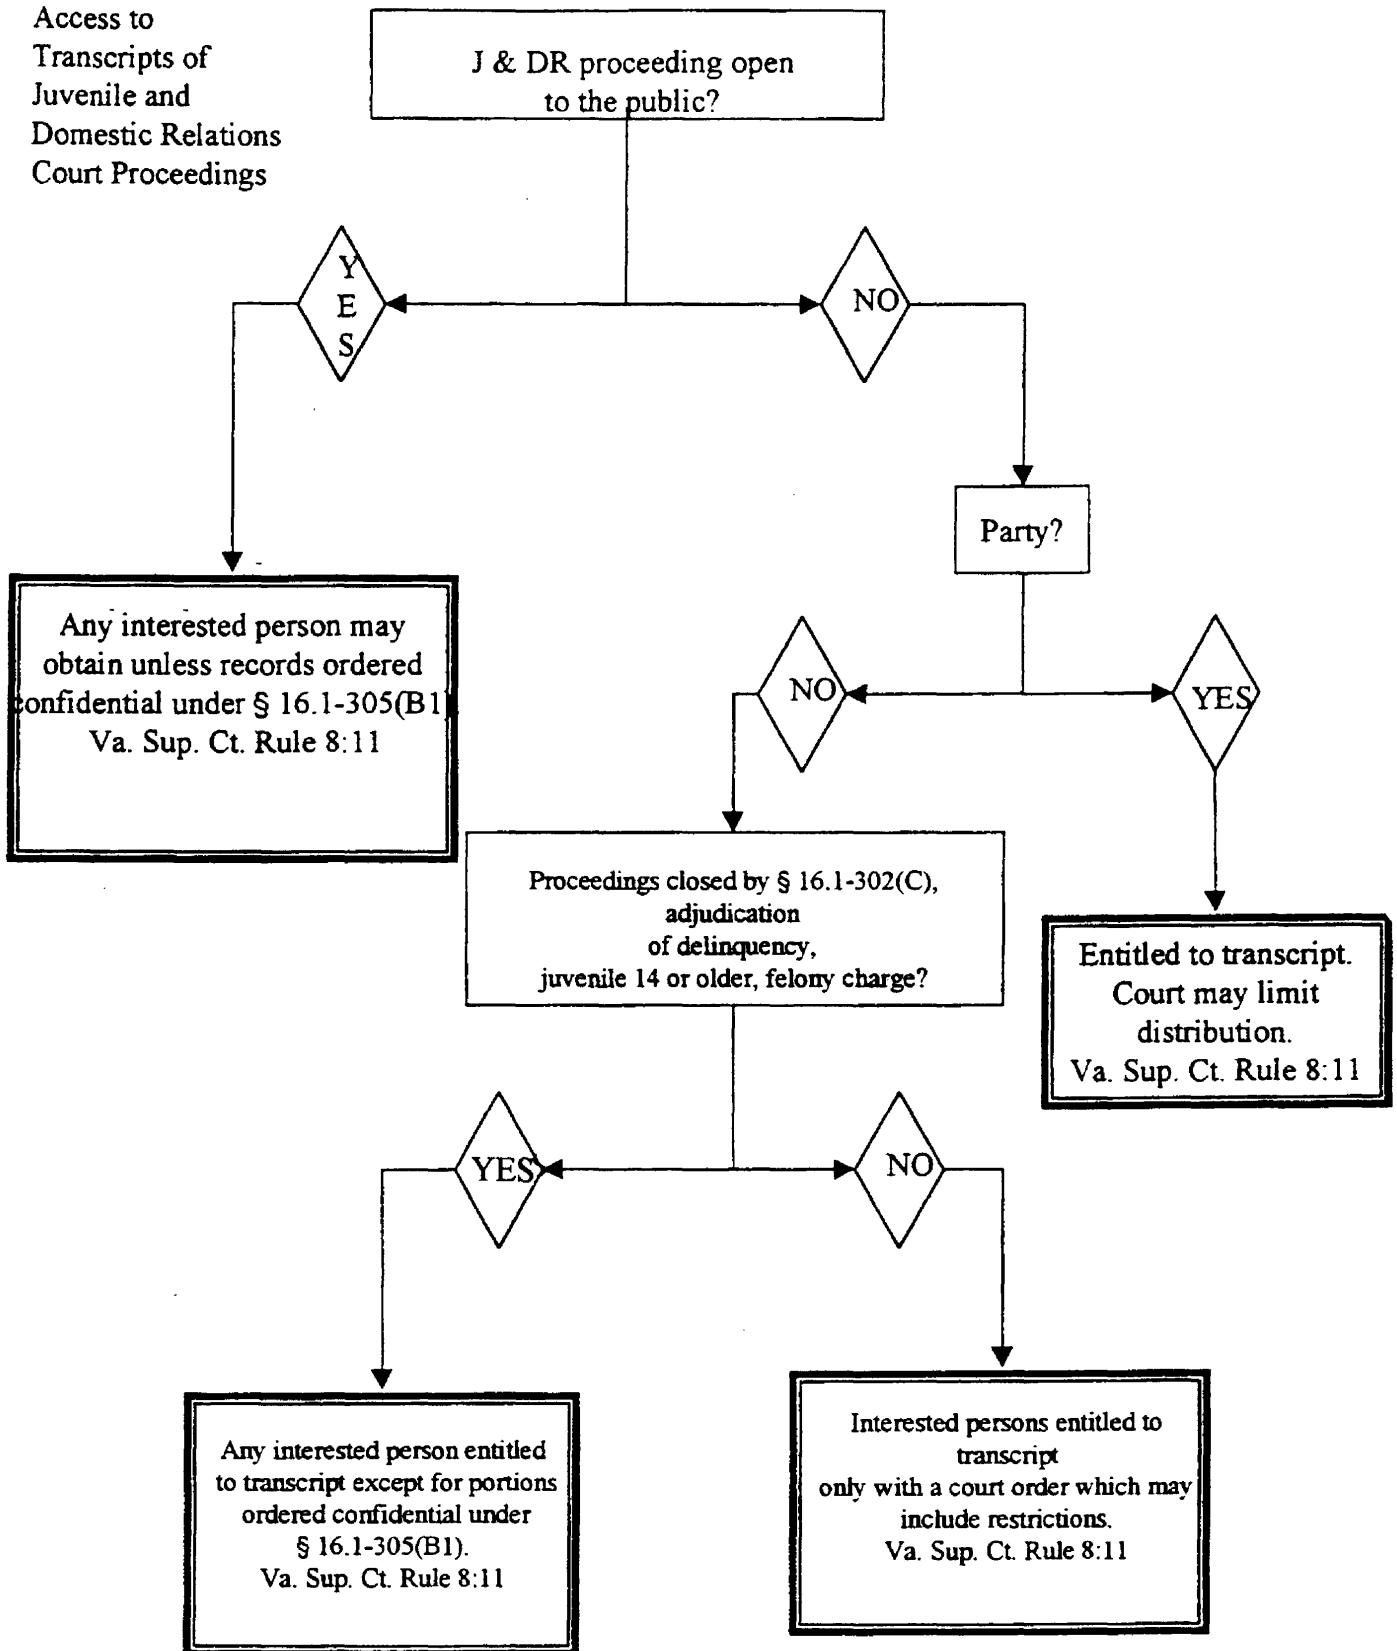 Access to
Transcripts of
Juvenile and
Domestic Relations
Court Proceedings
J & DR proceeding open
to the public?
Y
E
S
NO
Party?
Any interested person may
obtain unless records ordered
confidential under § 16.1-305(B1)
Va. Sup. Ct. Rule 8:11
NO
YES
Proceedings closed by § 16.1-302(C),
adjudication
of delinquency,
juvenile 14 or older, felony charge?
Entitled to transcript.
Court may limit
distribution.
Va. Sup. Ct. Rule 8:11
YES
NO
Any interested person entitled
to transcript except for portions
ordered confidential under
§ 16.1-305(B1).
Va. Sup. Ct. Rule 8:11
Interested persons entitled to
transcript
only with a court order which may
include restrictions.
Va. Sup. Ct. Rule 8:11